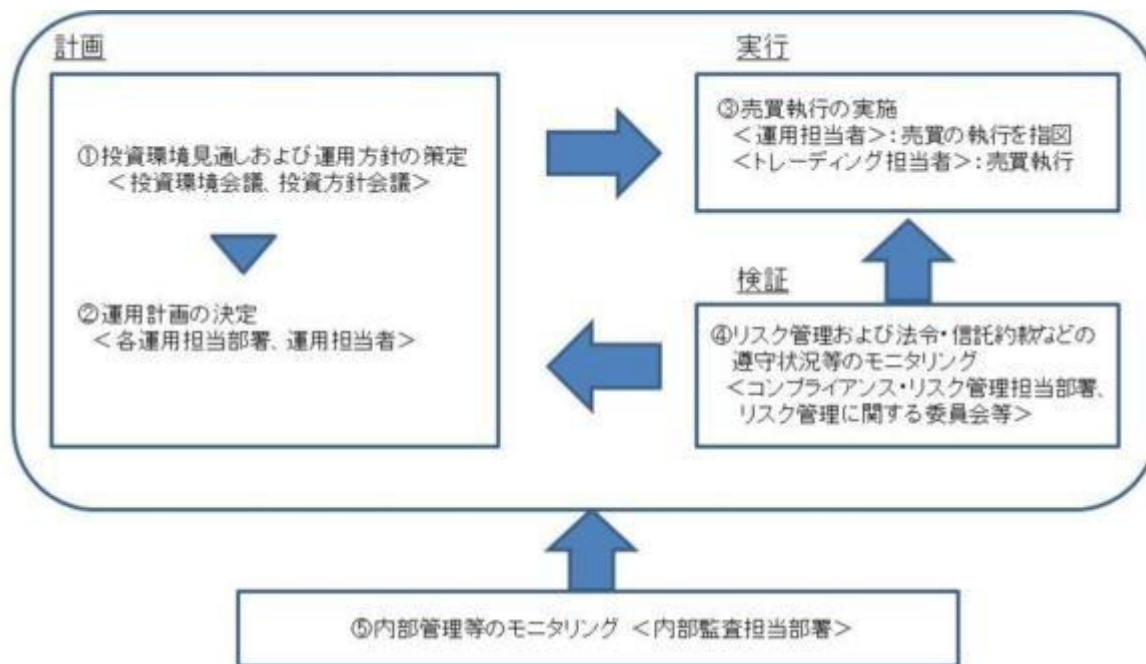 計画
①投資環境見通しおよび運用方針の策定
＜投資環境会議、投資方針会議＞
②運用計画の決定
＜各運用担当部署、運用担当者＞
実行
③売買執行の実施
＜運用担当者＞：売買の執行を指図
＜トレーディング担当者＞：売買執行
検証
④リスク管理および法令・信託約款などの
遵守状況等のモニタリング
＜コンプライアンス・リスク管理担当部署、
リスク管理に関する委員会等＞
⑤内部管理等のモニタリング ＜内部監査担当部署＞